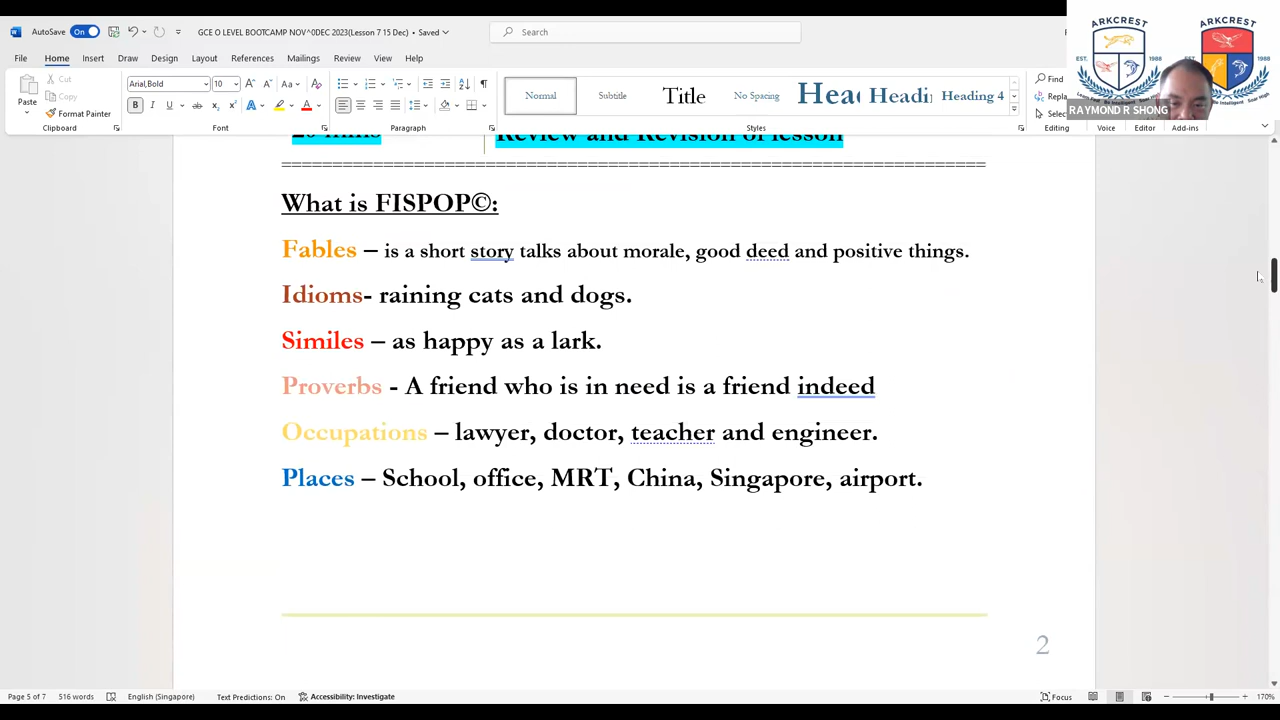 AutoSave On GCE O LEVEL BOOTCAMP NOV^0DEC 2023(Lesson 7 15 Dec) • Saved Search
File Home Insert Draw Design Layout References Mailings Review View Help
Paste Cut Copy Format Painter Clipboard
Arial,Bold 10 Font
Paragraph
Normal Subtitle Title No Spacing Heading 4 Styles
Find Editing
Voice Editor Add-ins
ARKCREST ARKCREST
EST. EST.
RAYMOND R SHONG
Review and Revision of lesson
What is FISPOP©:
Fables – is a short story talks about morale, good deed and positive things.
Idioms- raining cats and dogs.
Similes – as happy as a lark.
Proverbs - A friend who is in need is a friend indeed
Occupations – lawyer, doctor, teacher and engineer.
Places – School, office, MRT, China, Singapore, airport.
2
Page 5 of 7 516 words English (Singapore) Text Predictions: On Accessibility: Investigate Focus 170%